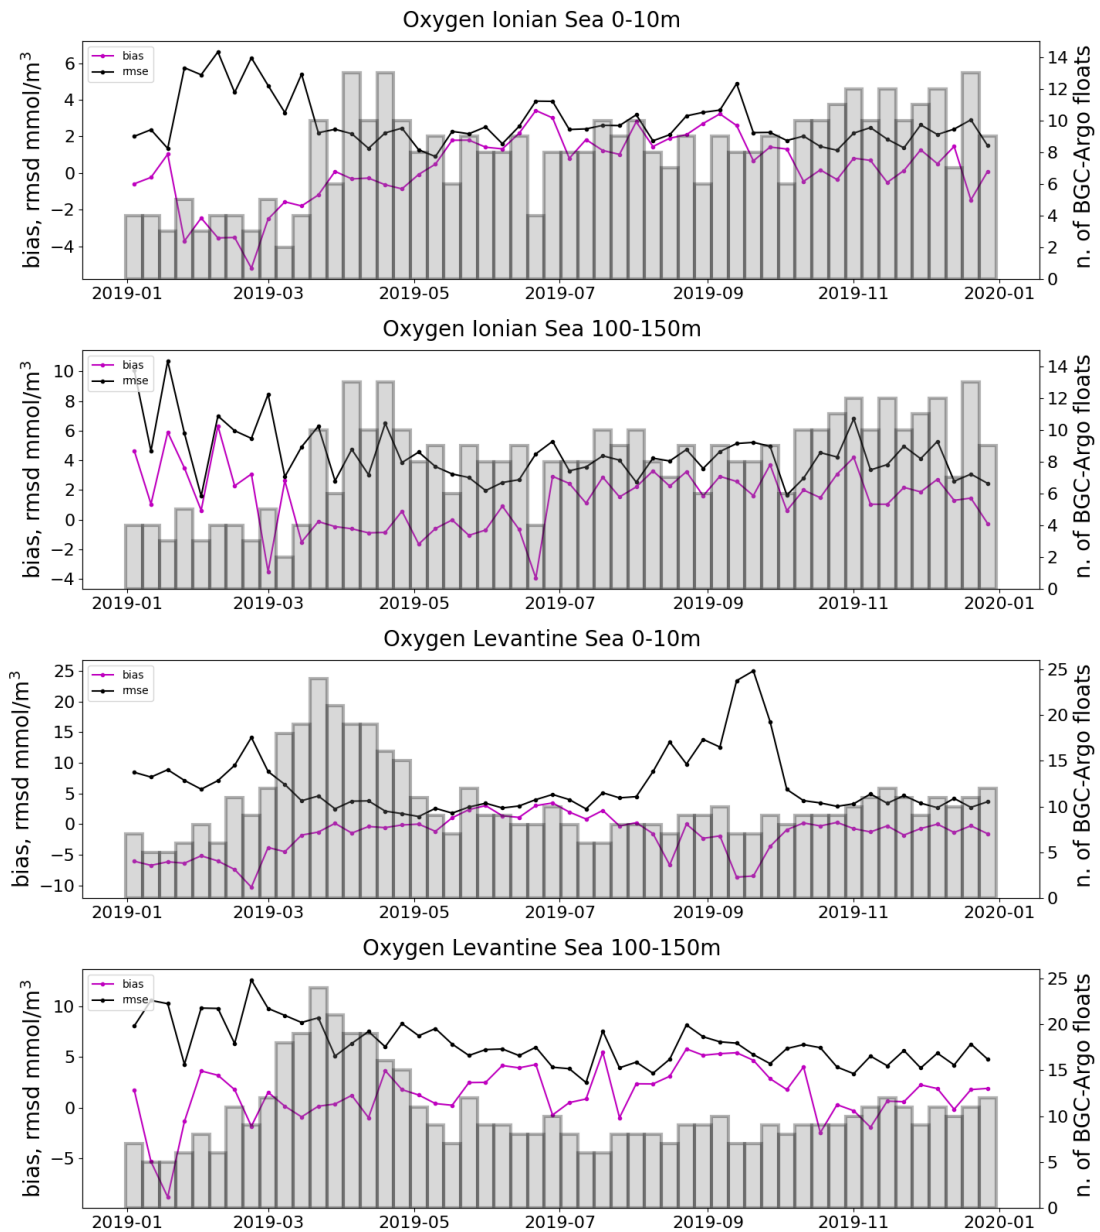 Oxygen Ionian Sea 0-10m
bias, rmsd mmol/m³
6
4
2
0
−2
−4
bias
rmse
14
12
10
8
6
4
2
0
n. of BGC-Argo floats
2019-01 2019-03 2019-05 2019-07 2019-09 2019-11 2020-01
Oxygen Ionian Sea 100-150m
bias, rmsd mmol/m³
10
8
6
4
2
0
−2
−4
bias
rmse
14
12
10
8
6
4
2
0
n. of BGC-Argo floats
2019-01 2019-03 2019-05 2019-07 2019-09 2019-11 2020-01
Oxygen Levantine Sea 0-10m
bias, rmsd mmol/m³
25
20
15
10
5
0
−5
−10
bias
rmse
25
20
15
10
5
0
n. of BGC-Argo floats
2019-01 2019-03 2019-05 2019-07 2019-09 2019-11 2020-01
Oxygen Levantine Sea 100-150m
bias, rmsd mmol/m³
10
5
0
−5
bias
rmse
25
20
15
10
5
0
n. of BGC-Argo floats
2019-01 2019-03 2019-05 2019-07 2019-09 2019-11 2020-01